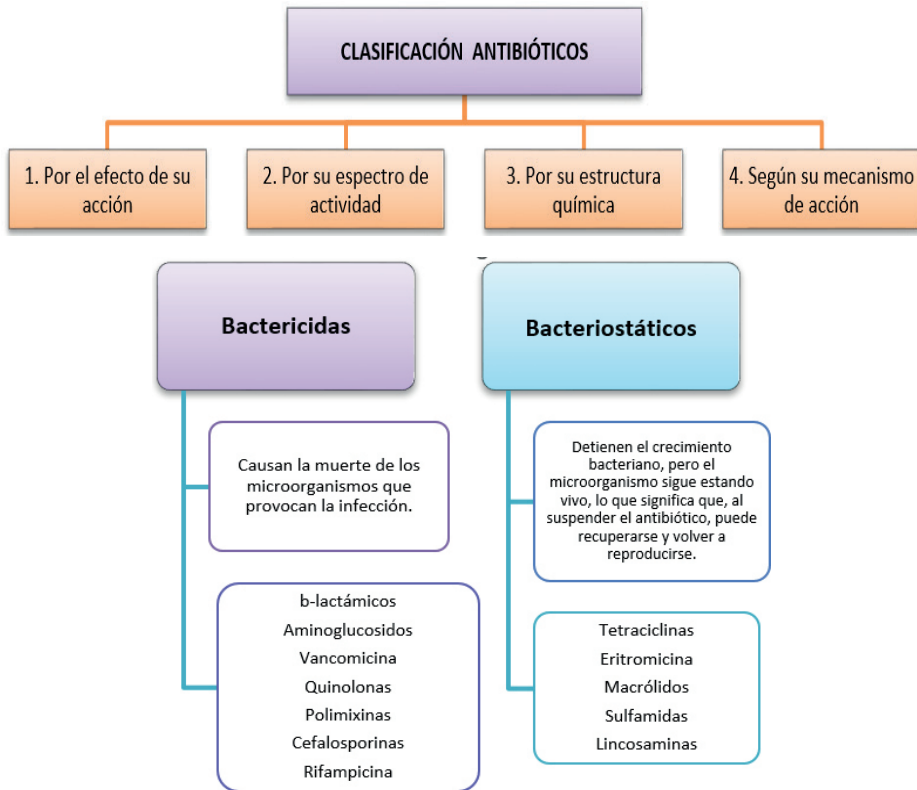 CLASIFICACIÓN ANTIBIÓTICOS
1. Por el efecto de su
acción
2. Por su espectro de
actividad
3. Por su estructura
química
4. Según su mecanismo
de acción
Bactericidas
Causan la muerte de los
microorganismos que
provocan la infección.
b-lactámicos
Aminoglucosidos
Vancomicina
Quinolonas
Polimixinas
Cefalosporinas
Rifampicina
Bacteriostáticos
Detienen el crecimiento
bacteriano, pero el
microorganismo sigue estando
vivo, lo que significa que, al
suspender el antibiótico, puede
recuperarse y volver a
reproducirse.
Tetraciclinas
Eritromicina
Macrólidos
Sulfamidas
Lincosaminas